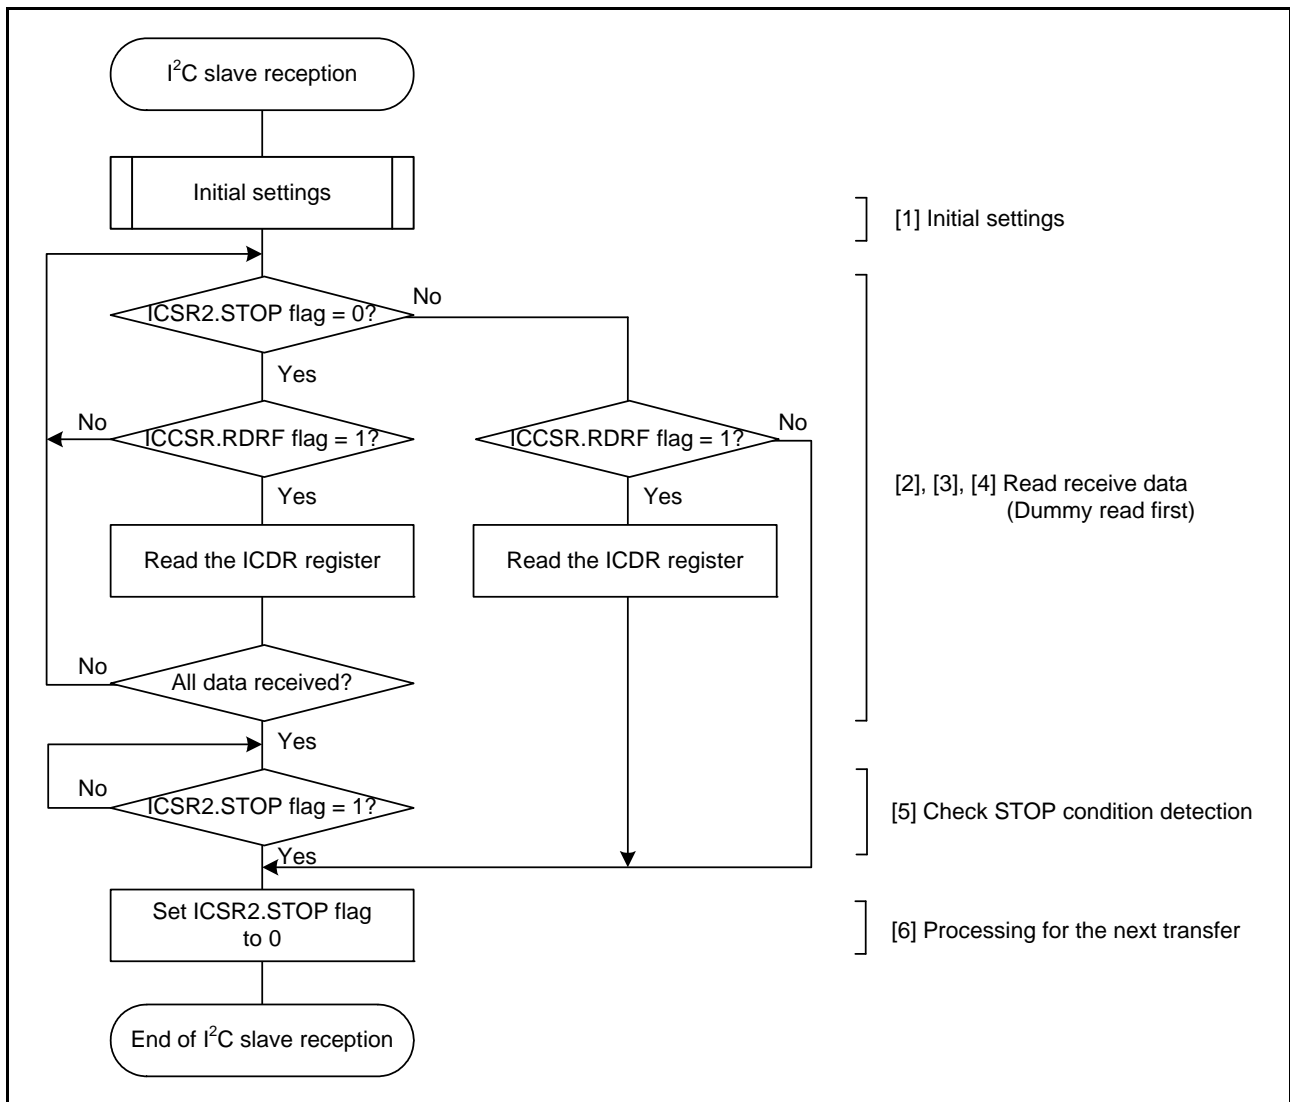 I²C slave reception
Initial settings
[1] Initial settings
ICSR2.STOP flag = 0?
No
Yes
No
ICCSR.RDRF flag = 1?
ICCSR.RDRF flag = 1?
No
Yes
Yes
[2], [3], [4] Read receive data
(Dummy read first)
Read the ICDR register
Read the ICDR register
No
All data received?
Yes
No
ICSR2.STOP flag = 1?
[5] Check STOP condition detection
Yes
Set ICSR2.STOP flag
to 0
[6] Processing for the next transfer
End of I²C slave reception